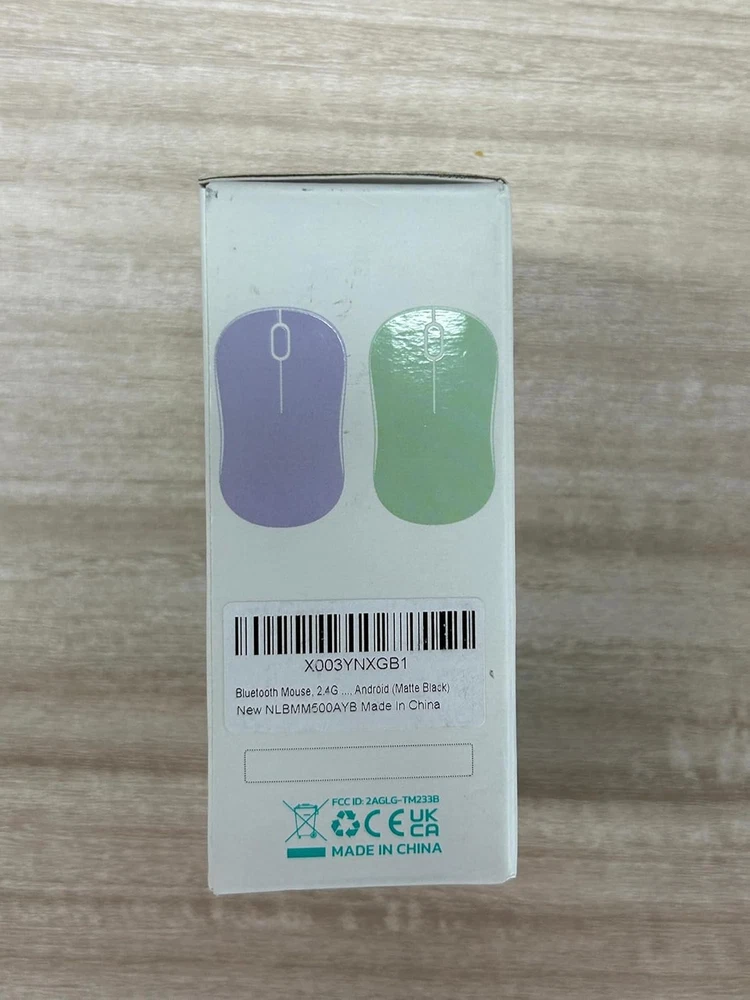 X003YNXGB1
Bluetooth Mouse, 2.4G ..., Android (Matte Black)
New NLBMM500AYB Made In China
FCC ID: 2AGLG-TM233B
CE UK CA
MADE IN CHINA